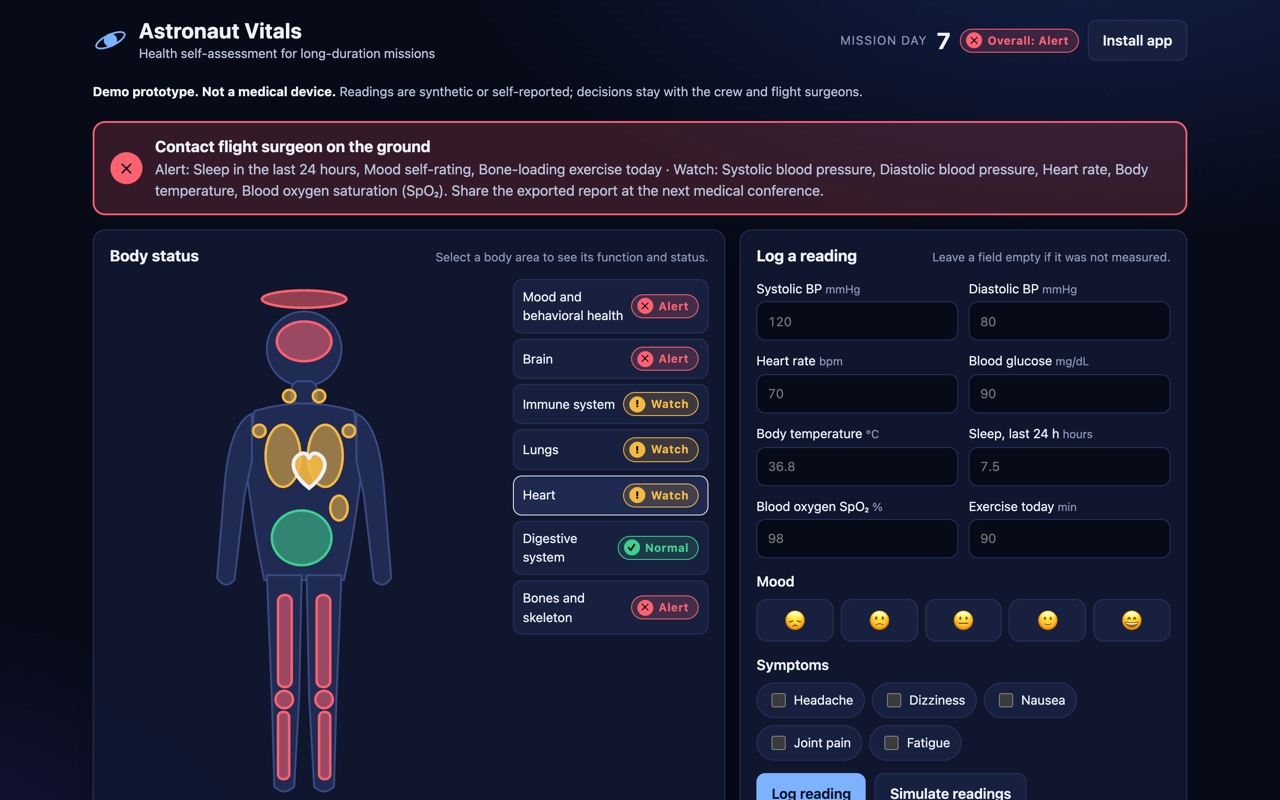 Astronaut Vitals
Health self-assessment for long-duration missions
MISSION DAY 7
Overall: Alert
Install app
Demo prototype. Not a medical device. Readings are synthetic or self-reported; decisions stay with the crew and flight surgeons.
Contact flight surgeon on the ground
Alert: Sleep in the last 24 hours, Mood self-rating, Bone-loading exercise today · Watch: Systolic blood pressure, Diastolic blood pressure, Heart rate, Body
temperature, Blood oxygen saturation (SpO₂). Share the exported report at the next medical conference.
Body status
Select a body area to see its function and status.
Mood and
behavioral health
Alert
Brain
Alert
Immune system
! Watch
Lungs
! Watch
Heart
! Watch
Digestive
system
Normal
Bones and
skeleton
Alert
Log a reading
Leave a field empty if it was not measured.
Systolic BP mmHg
120
Diastolic BP mmHg
80
Heart rate bpm
70
Blood glucose mg/dL
90
Body temperature °C
36.8
Sleep, last 24 h hours
7.5
Blood oxygen SpO₂ %
98
Exercise today min
90
Mood
Symptoms
Headache
Dizziness
Nausea
Joint pain
Fatigue
Log reading
Simulate readings